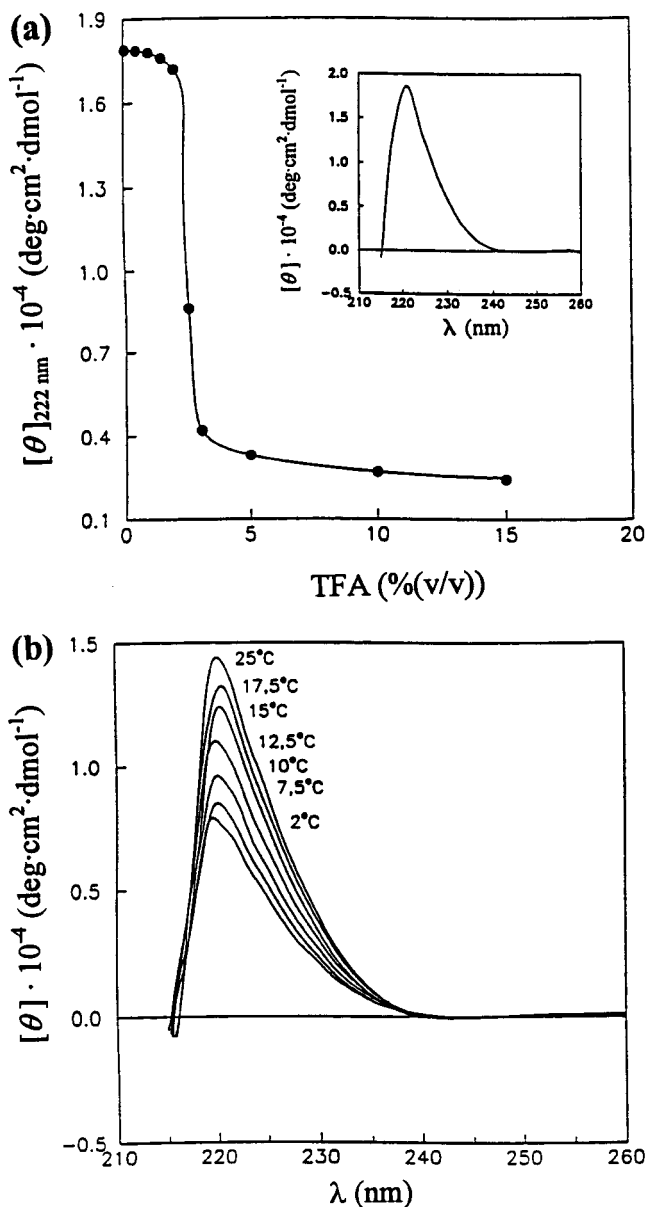 (a)
[θ]222 nm · 10⁻⁴ (deg·cm²·dmol⁻¹)
1.9
1.6
1.3
1.0
0.7
0.4
0.1
0
5
10
15
20
TFA (%(v/v))
[θ] · 10⁻⁴ (deg·cm²·dmol⁻¹)
2.0
1.5
1.0
0.5
0.0
−0.5
210
220
230
240
250
260
λ (nm)
(b)
[θ] · 10⁻⁴ (deg·cm²·dmol⁻¹)
1.5
1.0
0.5
0.0
−0.5
25°C
17,5°C
15°C
12,5°C
10°C
7,5°C
2°C
210
220
230
240
250
260
λ (nm)